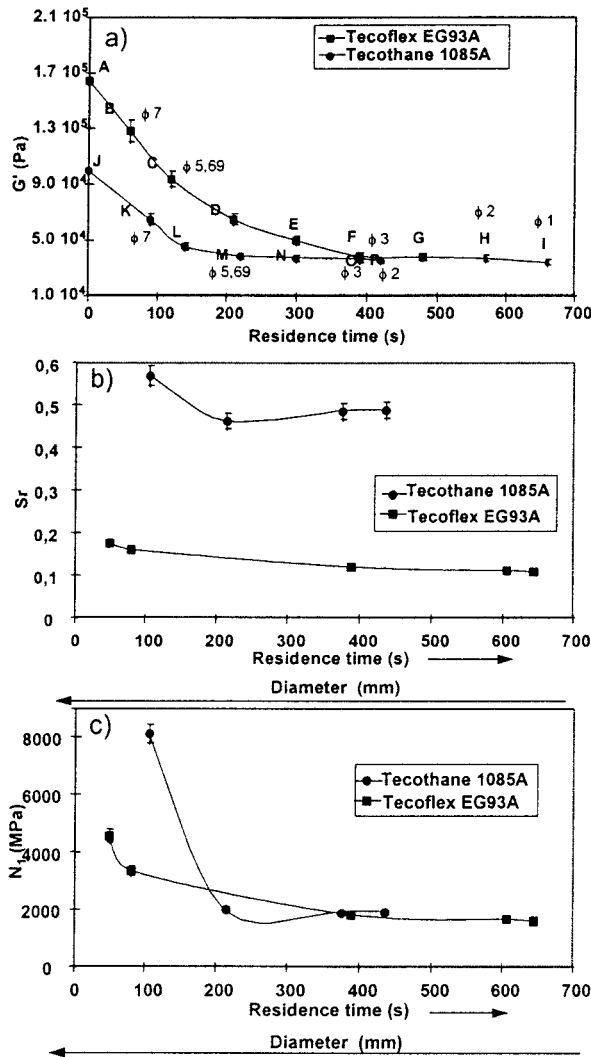 a)
Tecoflex EG93A
Tecothane 1085A
2.1 10⁵
1.7 10⁵
1.3 10⁵
9.0 10⁴
5.0 10⁴
1.0 10⁴
G' (Pa)
A
B
ϕ 7
C
ϕ 5,69
J
D
K
ϕ 7
L
E
ϕ 2
ϕ 1
M
N
F
ϕ 3
G
H
I
O
P
ϕ 5,69
ϕ 3
ϕ 2
0 100 200 300 400 500 600 700
Residence time (s)
b)
0,6
0,5
0,4
0,3
0,2
0,1
0
Sr
Tecothane 1085A
Tecoflex EG93A
0 100 200 300 400 500 600 700
Residence time (s)
Diameter (mm)
c)
8000
6000
4000
2000
0
N₁ (MPa)
Tecothane 1085A
Tecoflex EG93A
0 100 200 300 400 500 600 700
Residence time (s)
Diameter (mm)